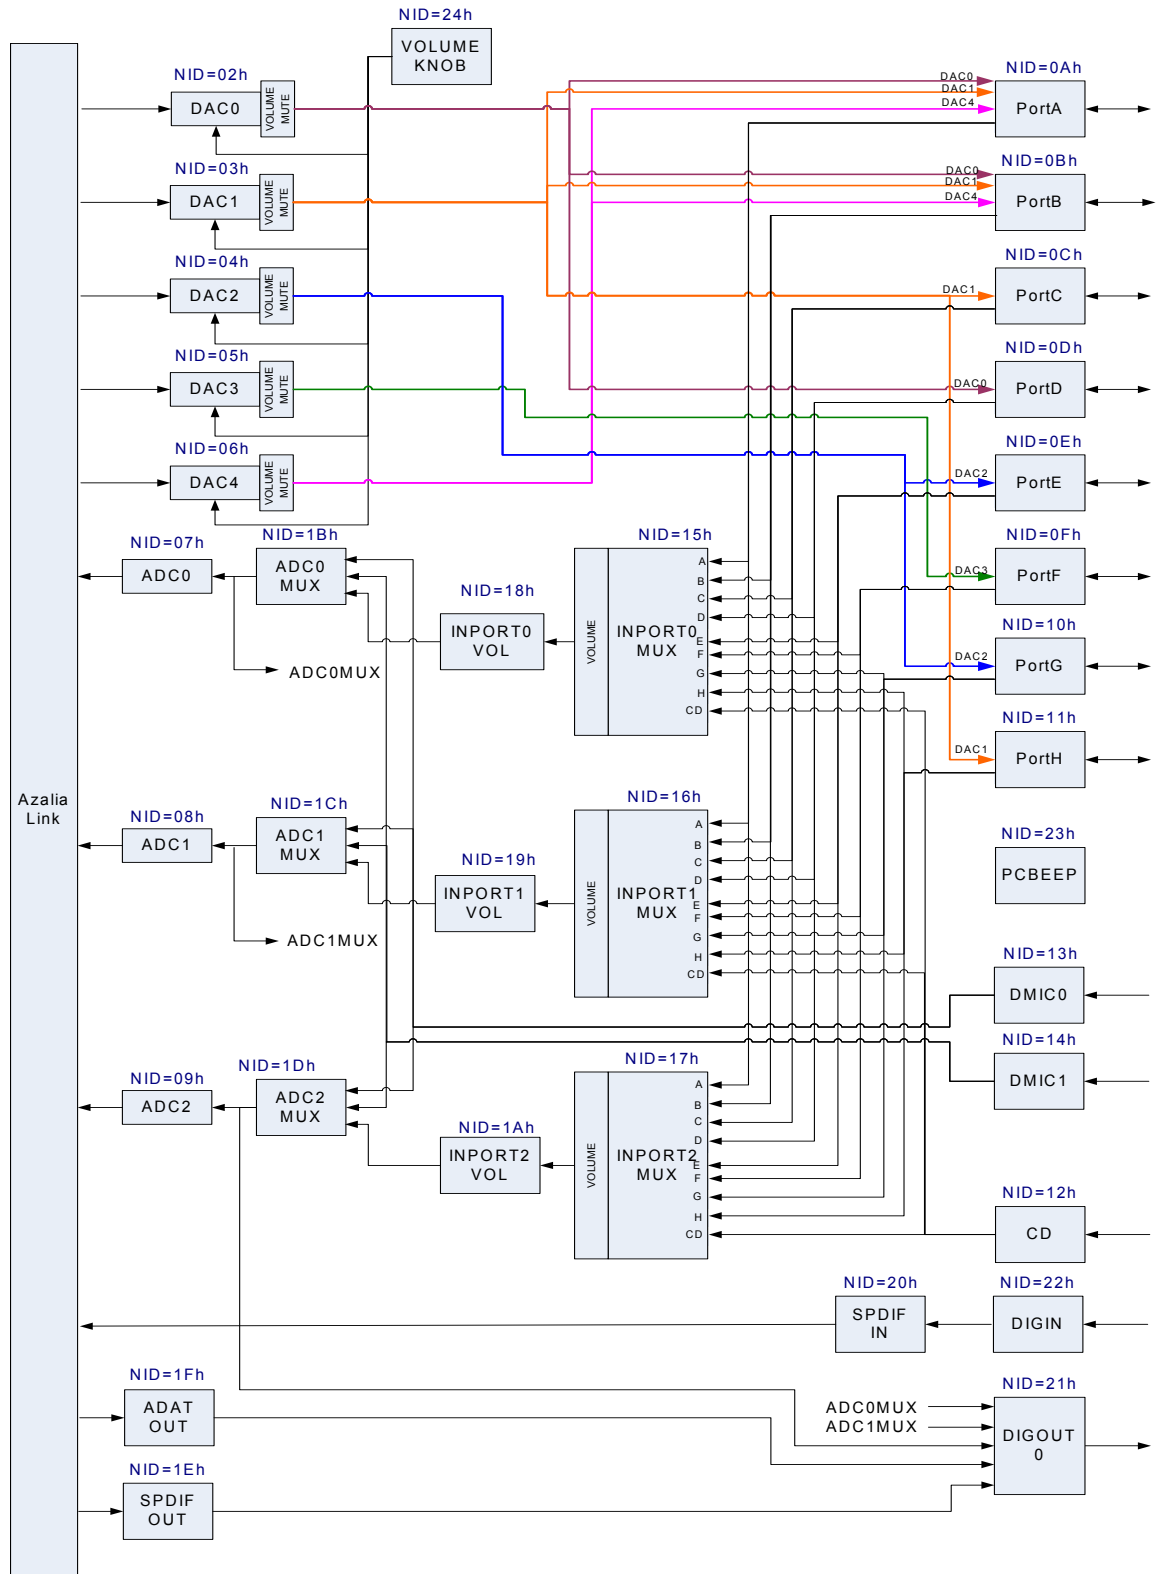 NID=24h
VOLUME
KNOB
NID=02h
DAC0
VOLUME
MUTE
DAC0
DAC1
DAC4
NID=0Ah
PortA
NID=03h
DAC1
VOLUME
MUTE
DAC0
DAC1
DAC4
NID=0Bh
PortB
NID=04h
DAC2
VOLUME
MUTE
DAC1
NID=0Ch
PortC
NID=05h
DAC3
VOLUME
MUTE
DAC0
NID=0Dh
PortD
NID=06h
DAC4
VOLUME
MUTE
DAC2
NID=0Eh
PortE
NID=07h
ADC0
NID=1Bh
ADC0
MUX
NID=18h
INPORT0
VOL
NID=15h
VOLUME
INPORT0
MUX
A
B
C
D
E
F
G
H
CD
ADC0MUX
DAC3
NID=0Fh
PortF
DAC2
NID=10h
PortG
DAC1
NID=11h
PortH
Azalia
Link
NID=08h
ADC1
NID=1Ch
ADC1
MUX
NID=19h
INPORT1
VOL
NID=16h
VOLUME
INPORT1
MUX
A
B
C
D
E
F
G
H
CD
ADC1MUX
NID=23h
PCBEEP
NID=13h
DMIC0
NID=14h
DMIC1
NID=09h
ADC2
NID=1Dh
ADC2
MUX
NID=1Ah
INPORT2
VOL
NID=17h
VOLUME
INPORT2
MUX
A
B
C
D
E
F
G
H
CD
NID=12h
CD
NID=20h
SPDIF
IN
NID=22h
DIGIN
NID=1Fh
ADAT
OUT
ADC0MUX
ADC1MUX
NID=21h
DIGOUT
0
NID=1Eh
SPDIF
OUT